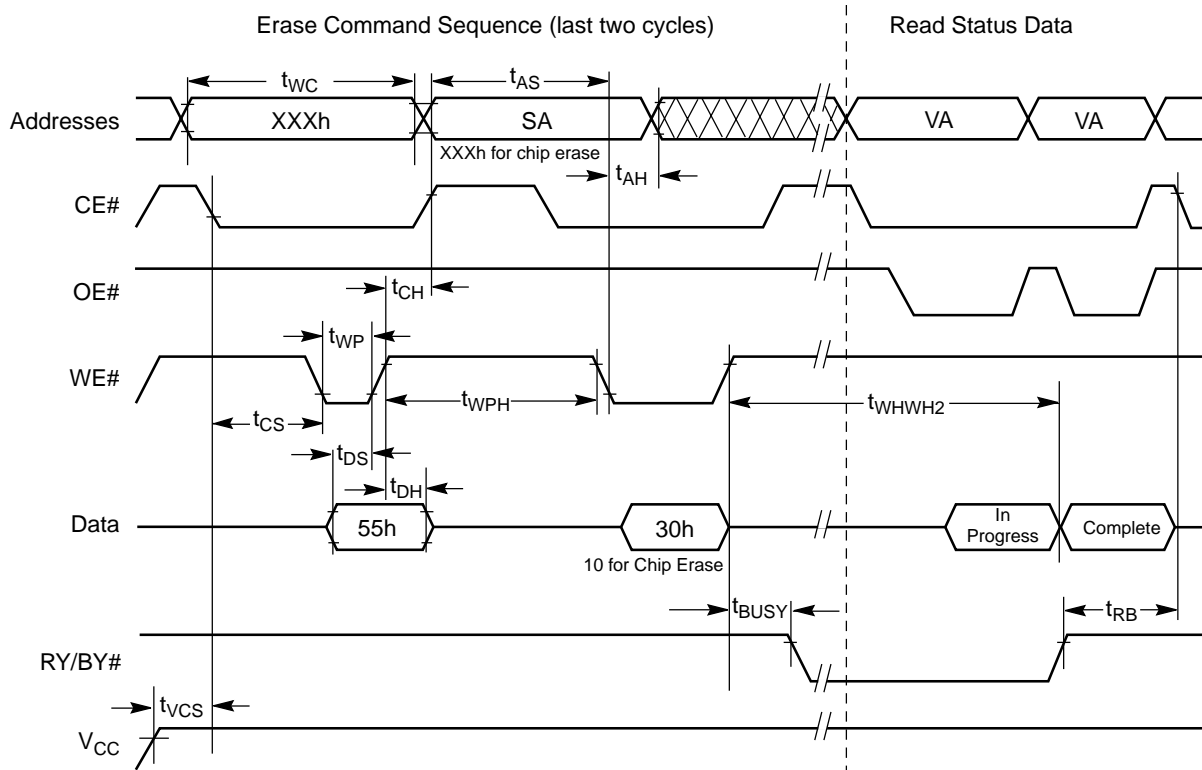 Erase Command Sequence (last two cycles) Read Status Data
tWC tAS
Addresses XXXh SA VA VA
XXXh for chip erase
tAH
CE#
OE#
tCH
tWP
WE#
tWPH tWHWH2
tCS
tDS
tDH
Data 55h 30h In Progress Complete
10 for Chip Erase
tBUSY tRB
RY/BY#
tVCS
VCC